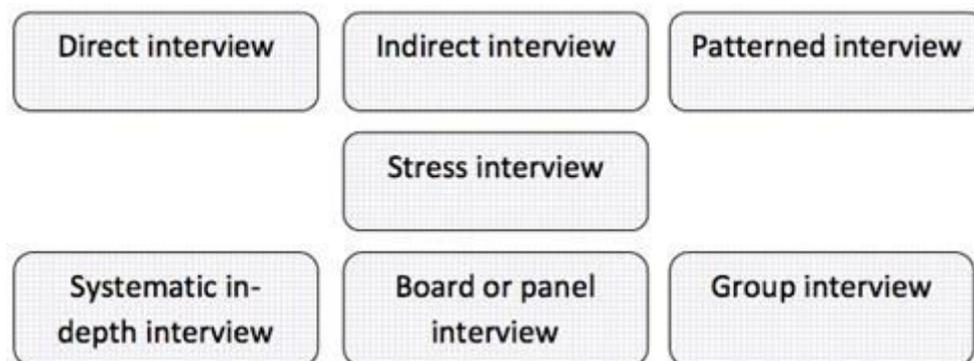 Direct interview
Indirect interview
Patterned interview
Stress interview
Systematic in-
depth interview
Board or panel
interview
Group interview